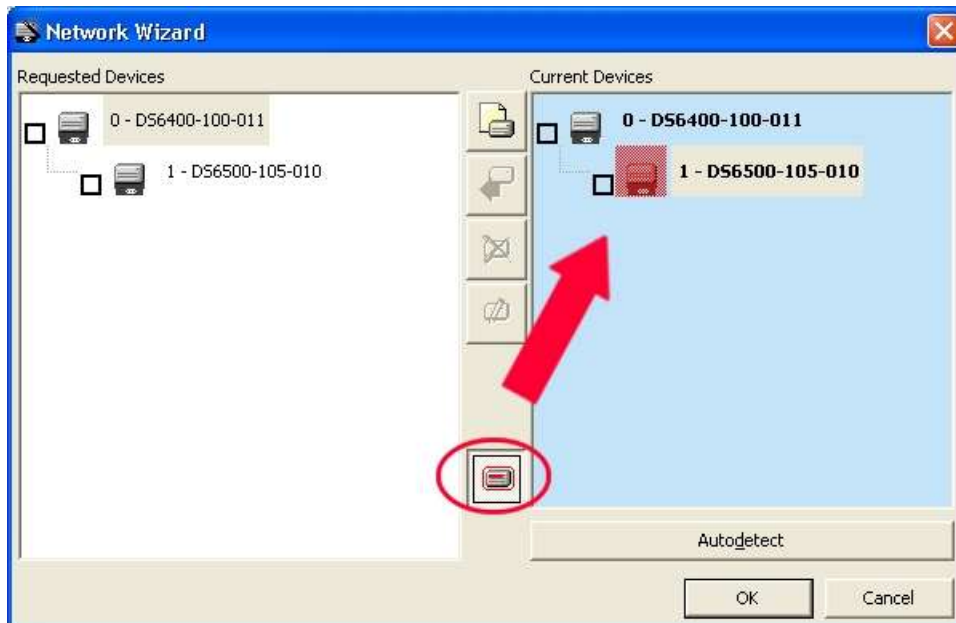 Network Wizard
Requested Devices
Current Devices
0 - DS6400-100-011
1 - DS6500-105-010
0 - DS6400-100-011
1 - DS6500-105-010
Autodetect
OK
Cancel